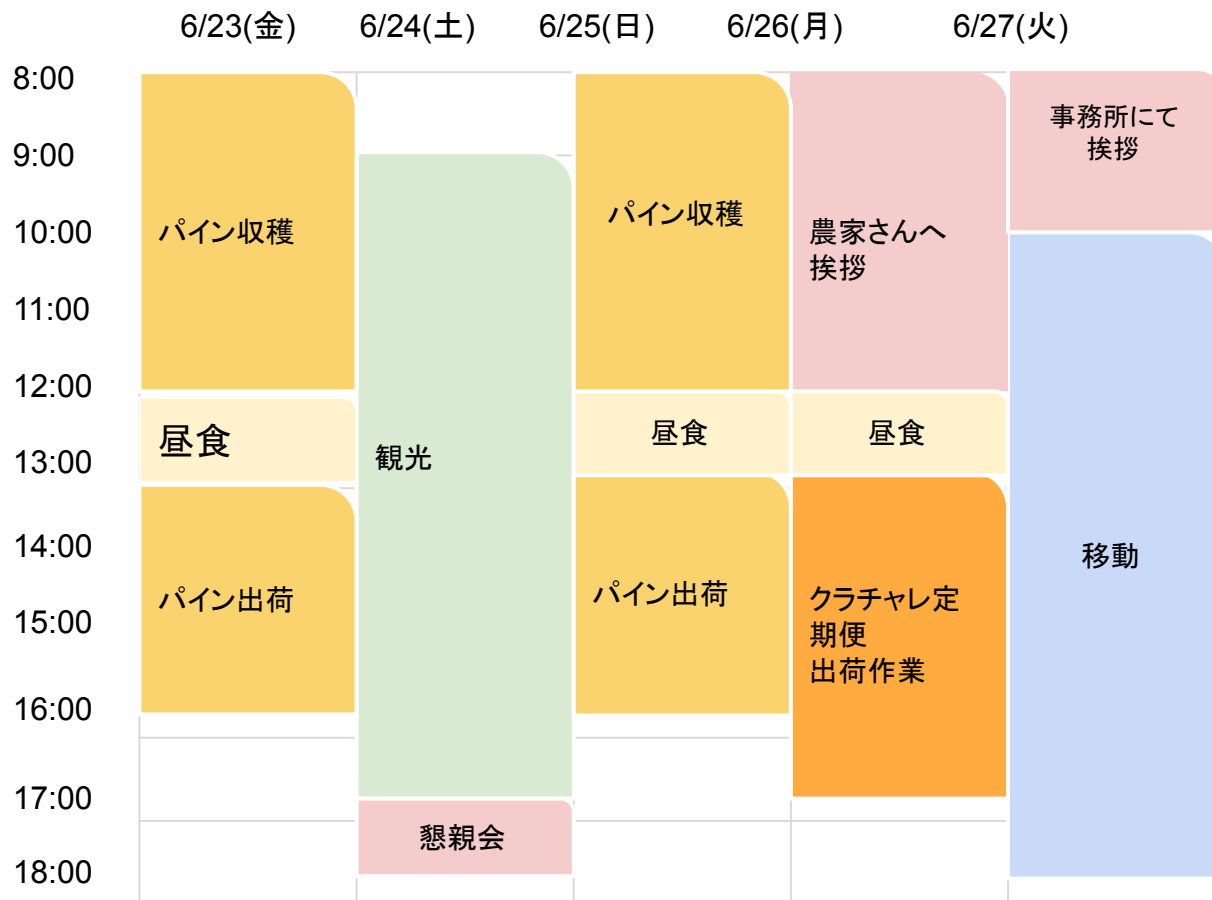 6/23(金)
6/24(土)
6/25(日)
6/26(月)
6/27(火)
8:00
9:00
10:00
11:00
12:00
13:00
14:00
15:00
16:00
17:00
18:00
パイン収穫
昼食
パイン出荷
観光
懇親会
パイン収穫
昼食
パイン出荷
農家さんへ
挨拶
昼食
クラチャレ定
期便
出荷作業
事務所にて
挨拶
移動